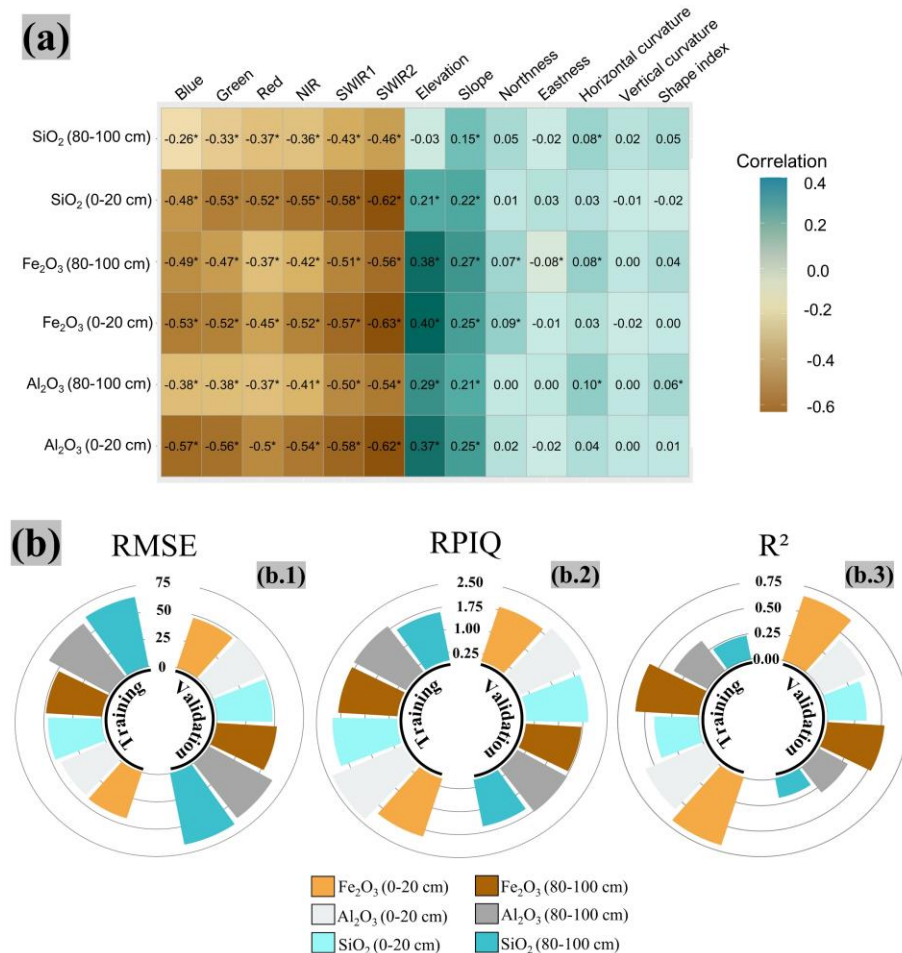 (a)
Blue Green Red NIR SWIR1 SWIR2 Elevation Slope Northness Eastness Horizontal curvature Vertical curvature Shape index
SiO₂ (80-100 cm) -0.26* -0.33* -0.37* -0.36* -0.43* -0.46* -0.03 0.15* 0.05 -0.02 0.08* 0.02 0.05
SiO₂ (0-20 cm) -0.48* -0.53* -0.52* -0.55* -0.58* -0.62* 0.21* 0.22* 0.01 0.03 0.03 -0.01 -0.02
Fe₂O₃ (80-100 cm) -0.49* -0.47* -0.37* -0.42* -0.51* -0.56* 0.38* 0.27* 0.07* -0.08* 0.08* 0.00 0.04
Fe₂O₃ (0-20 cm) -0.53* -0.52* -0.45* -0.52* -0.57* -0.63* 0.40* 0.25* 0.09* -0.01 0.03 -0.02 0.00
Al₂O₃ (80-100 cm) -0.38* -0.38* -0.37* -0.41* -0.50* -0.54* 0.29* 0.21* 0.00 0.00 0.10* 0.00 0.06*
Al₂O₃ (0-20 cm) -0.57* -0.56* -0.5* -0.54* -0.58* -0.62* 0.37* 0.25* 0.02 -0.02 0.04 0.00 0.01
Correlation
0.4
0.2
0.0
-0.2
-0.4
-0.6
(b)
RMSE
(b.1)
75
50
25
0
Training
Validation
RPIQ
(b.2)
2.50
1.75
1.00
0.25
Training
Validation
R²
(b.3)
0.75
0.50
0.25
0.00
Training
Validation
Fe₂O₃ (0-20 cm)
Al₂O₃ (0-20 cm)
SiO₂ (0-20 cm)
Fe₂O₃ (80-100 cm)
Al₂O₃ (80-100 cm)
SiO₂ (80-100 cm)